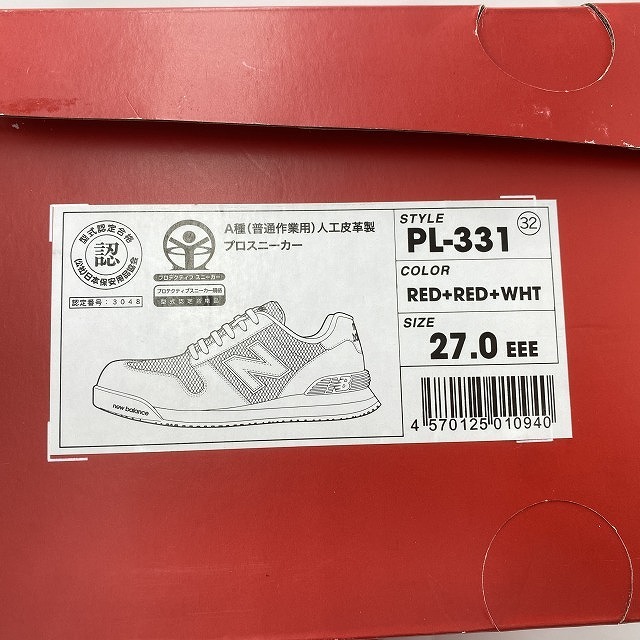 型式認定合格
認
(公社)日本保安用品協会
認定番号:3048
プロテクティブ スニーカー
プロテクティブスニーカー規格
型式認定合格品
A種(普通作業用)人工皮革製
プロスニーカー
STYLE
32
PL-331
COLOR
RED+RED+WHT
SIZE
27.0 EEE
N
NB
new balance
4 570125 010940